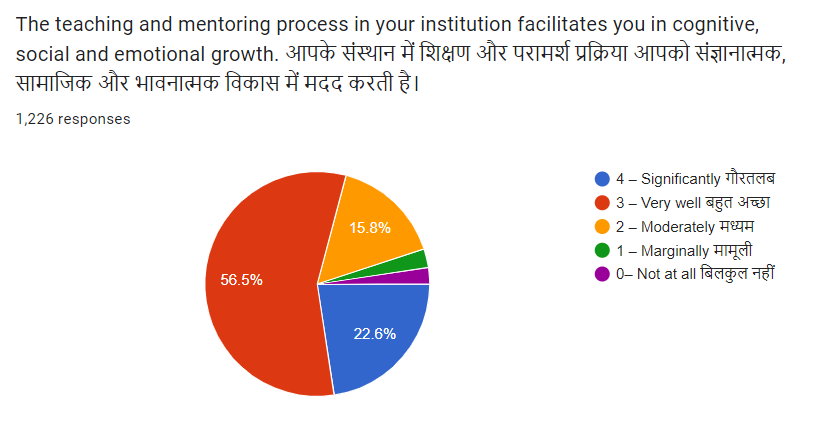 The teaching and mentoring process in your institution facilitates you in cognitive,
social and emotional growth. आपके संस्थान में शिक्षण और परामर्श प्रक्रिया आपको संज्ञानात्मक,
सामाजिक और भावनात्मक विकास में मदद करती है।
1,226 responses
4 – Significantly गौरतलब
3 – Very well बहुत अच्छा
2 – Moderately मध्यम
1 – Marginally मामूली
0– Not at all बिलकुल नहीं
15.8%
56.5%
22.6%